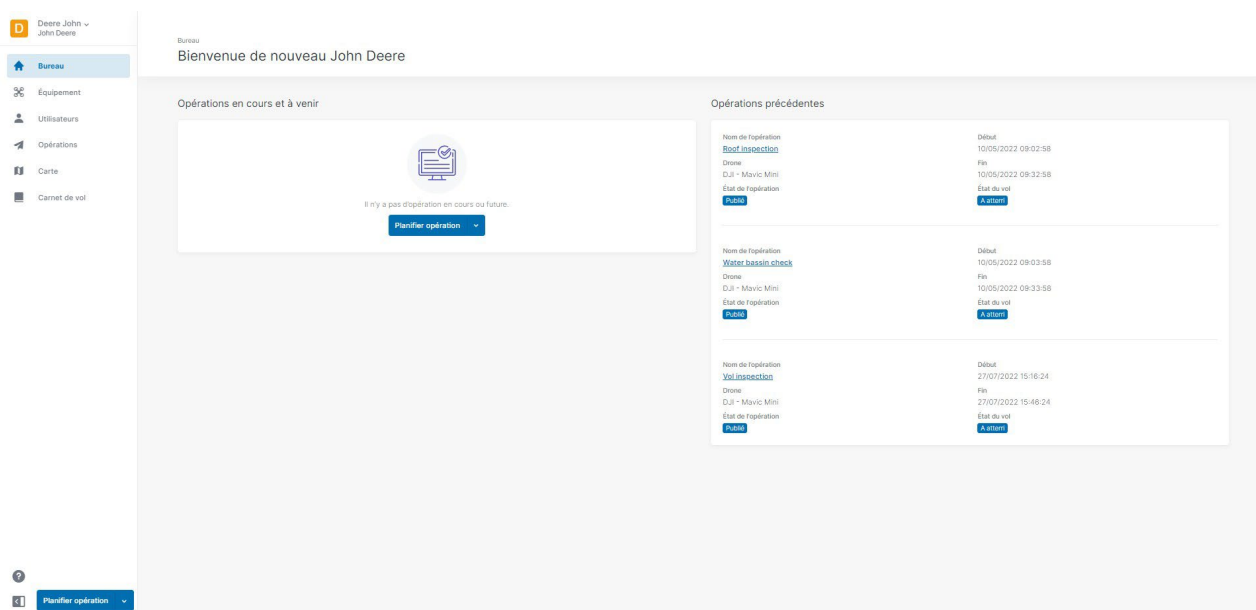 D
Deere John
John Deere
Bureau
Équipement
Utilisateurs
Opérations
Carte
Carnet de vol
?
Planifier opération
Bureau
Bienvenue de nouveau John Deere
Opérations en cours et à venir
Il n'y a pas d'opération en cours ou future.
Planifier opération
Opérations précédentes
Nom de l'opération
Roof inspection
Drone
DJI - Mavic Mini
État de l'opération
Publié
Début
10/05/2022 09:02:58
Fin
10/05/2022 09:32:58
État du vol
A atterri
Nom de l'opération
Water bassin check
Drone
DJI - Mavic Mini
État de l'opération
Publié
Début
10/05/2022 09:03:58
Fin
10/05/2022 09:33:58
État du vol
A atterri
Nom de l'opération
Vol inspection
Drone
DJI - Mavic Mini
État de l'opération
Publié
Début
27/07/2022 15:16:24
Fin
27/07/2022 15:46:24
État du vol
A atterri